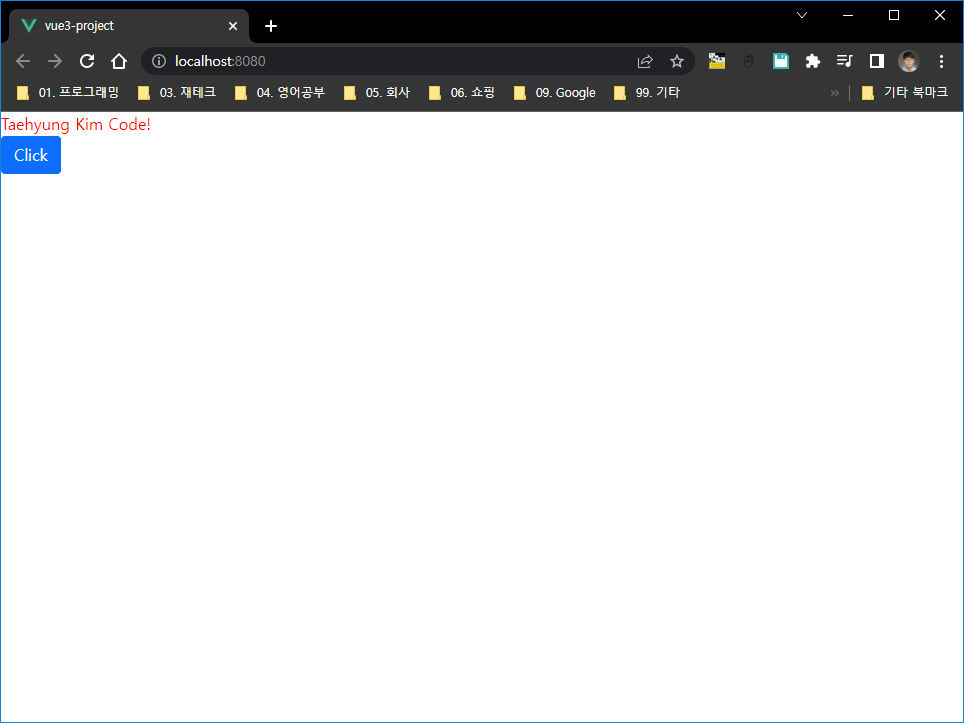 vue3-project
localhost:8080
01. 프로그래밍 03. 재테크 04. 영어공부 05. 회사 06. 쇼핑 09. Google 99. 기타 » 기타 북마크
Taehyung Kim Code!
Click